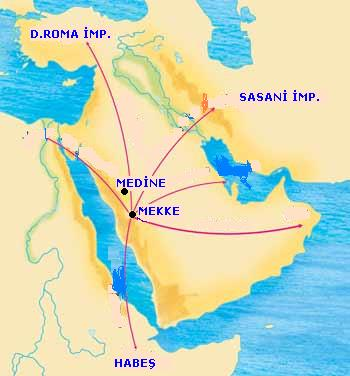 D.ROMA İMP.
SASANİ İMP.
MEDİNE
MEKKE
HABEŞ